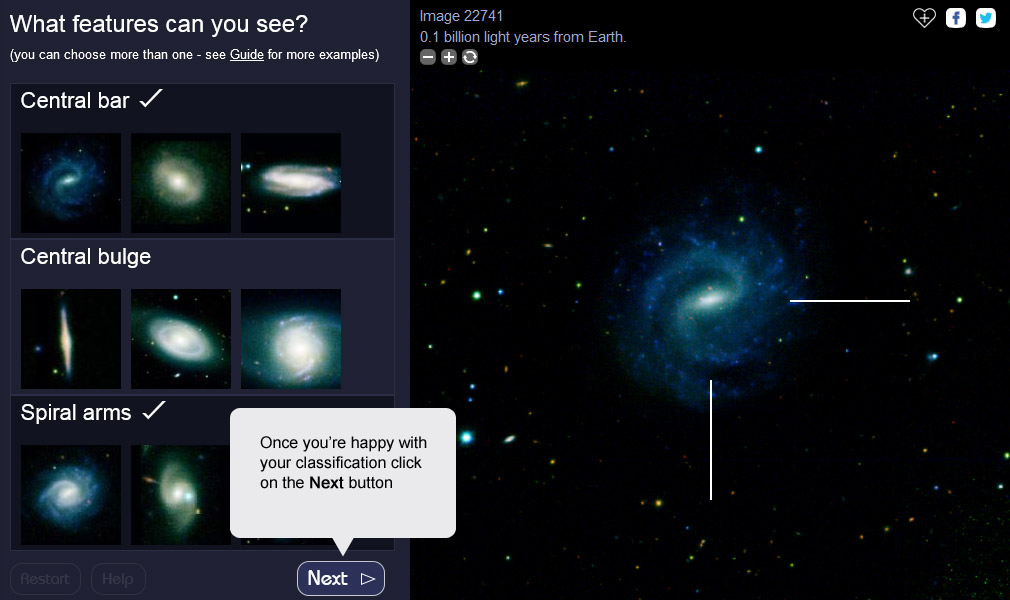 What features can you see?
(you can choose more than one - see Guide for more examples)
Central bar
Central bulge
Spiral arms
Once you're happy with
your classification click
on the Next button
Restart
Help
Next
Image 22741
0.1 billion light years from Earth.